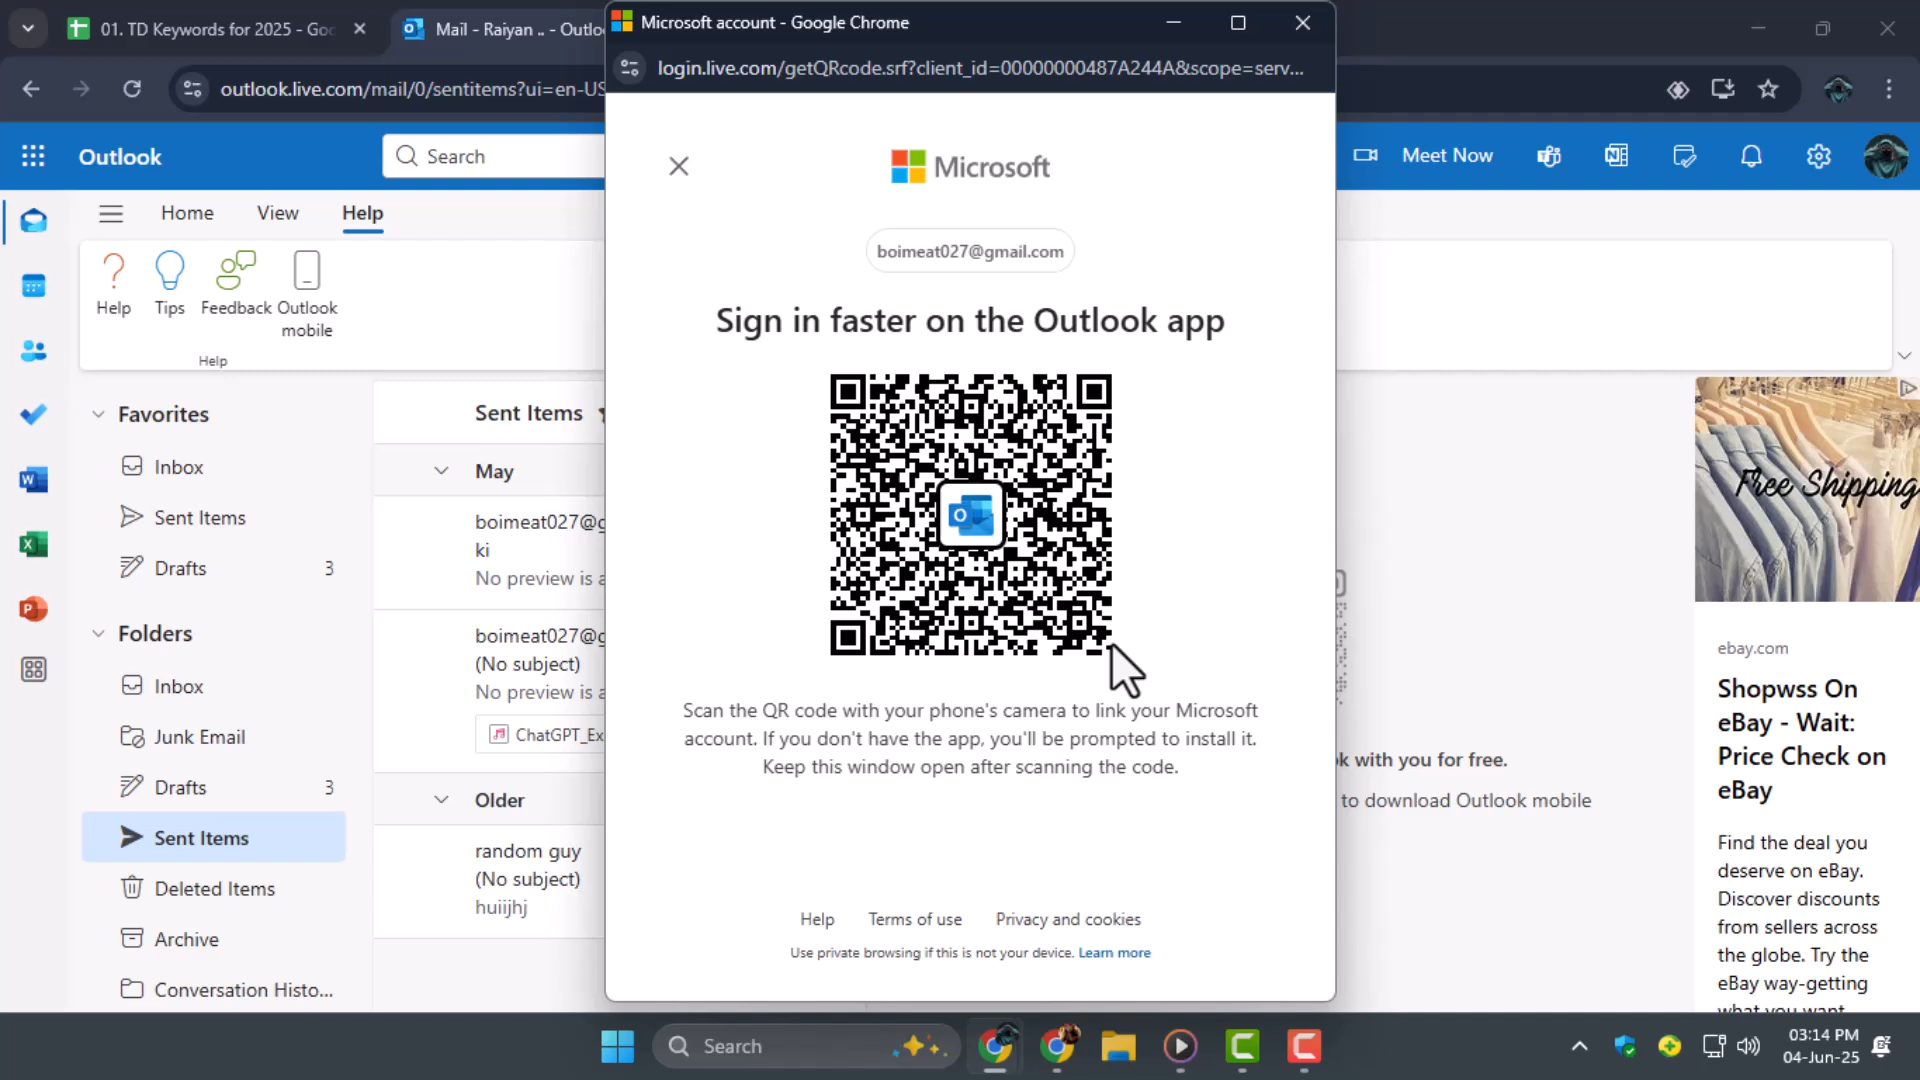 01. TD Keywords for 2025 - Goo
Mail - Raiyan .. - Outlo
Microsoft account - Google Chrome
outlook.live.com/mail/0/sentitems?ui=en-US
login.live.com/getQRcode.srf?client_id=00000000487A244A&scope=serv...
Outlook
Search
Meet Now
Home
View
Help
Help
Tips
Feedback
Outlook
mobile
Help
Favorites
Inbox
Sent Items
Drafts
3
Folders
Inbox
Junk Email
Drafts
3
Sent Items
Deleted Items
Archive
Conversation Histo...
Sent Items
May
boimeat027@g
ki
No preview is a
boimeat027@g
(No subject)
No preview is a
ChatGPT_Ex
Older
random guy
(No subject)
huiijhj
Microsoft
boimeat027@gmail.com
Sign in faster on the Outlook app
Scan the QR code with your phone's camera to link your Microsoft
account. If you don't have the app, you'll be prompted to install it.
Keep this window open after scanning the code.
Help
Terms of use
Privacy and cookies
Use private browsing if this is not your device. Learn more
k with you for free.
to download Outlook mobile
Free Shipping
ebay.com
Shopwss On
eBay - Wait:
Price Check on
eBay
Find the deal you
deserve on eBay.
Discover discounts
from sellers across
the globe. Try the
eBay way-getting
what you want
Search
03:14 PM
04-Jun-25